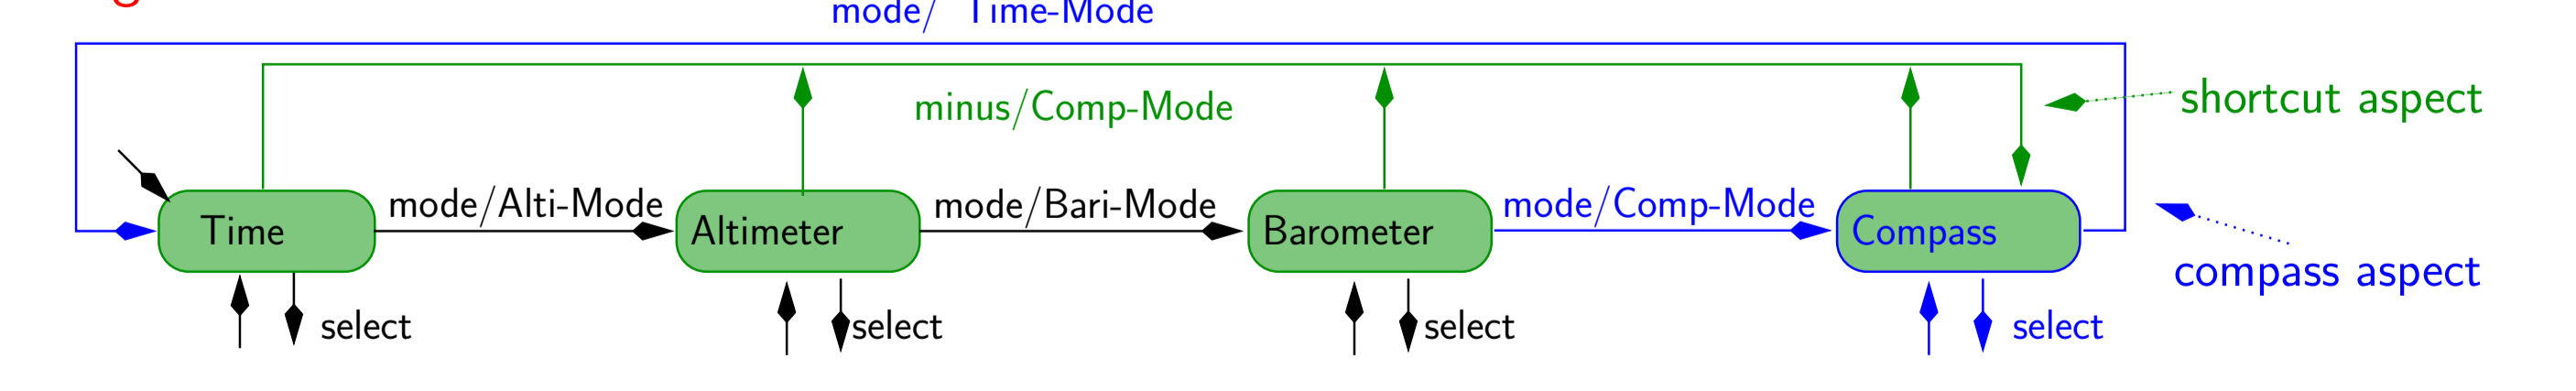 mode/ Time-Mode
minus/Comp-Mode
shortcut aspect
mode/Alti-Mode
mode/Bari-Mode
mode/Comp-Mode
Time
Altimeter
Barometer
Compass
compass aspect
select
select
select
select